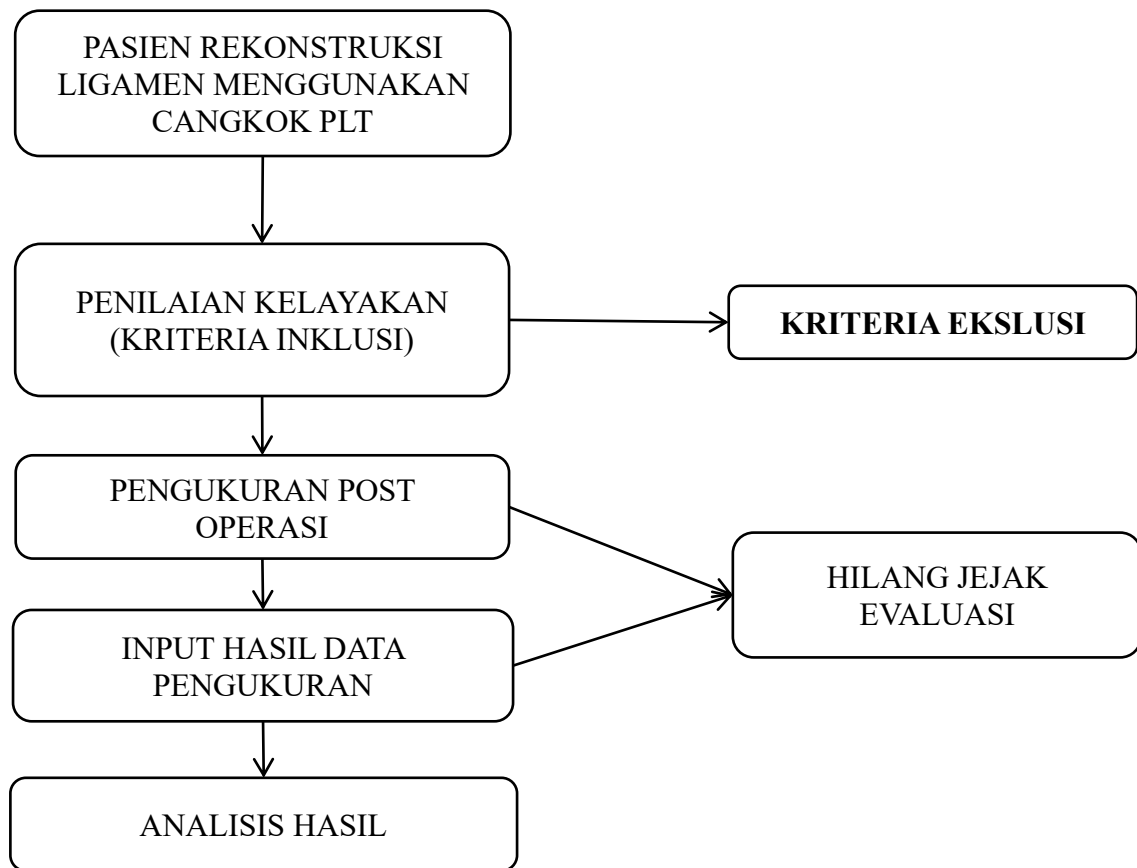 PASIEN REKONSTRUKSI
LIGAMEN MENGGUNAKAN
CANGKOK PLT
PENILAIAN KELAYAKAN
(KRITERIA INKLUSI)
KRITERIA EKSLUSI
PENGUKURAN POST
OPERASI
HILANG JEJAK
EVALUASI
INPUT HASIL DATA
PENGUKURAN
ANALISIS HASIL